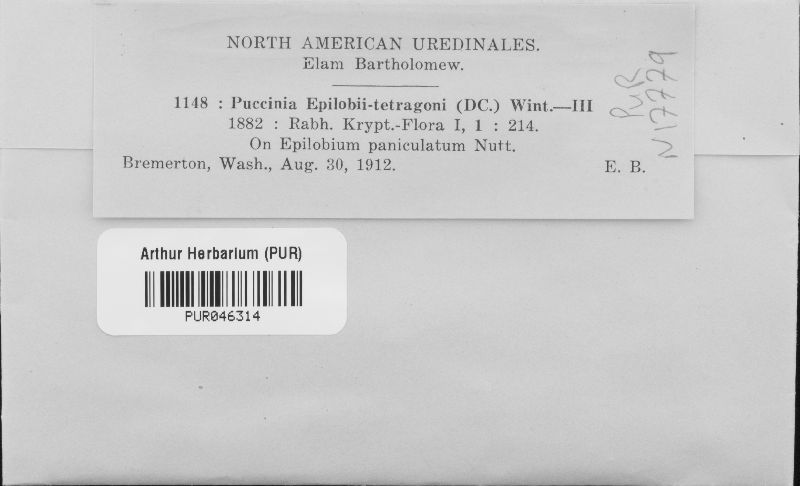 NORTH AMERICAN UREDINALES.
Elam Bartholomew.
1148 : Puccinia Epilobii-tetragoni (DC.) Wint.—III
1882 : Rabh. Krypt.-Flora I, 1 : 214.
On Epilobium paniculatum Nutt.
Bremerton, Wash., Aug. 30, 1912.
E. B.
PUR
N17779
Arthur Herbarium (PUR)
PUR046314